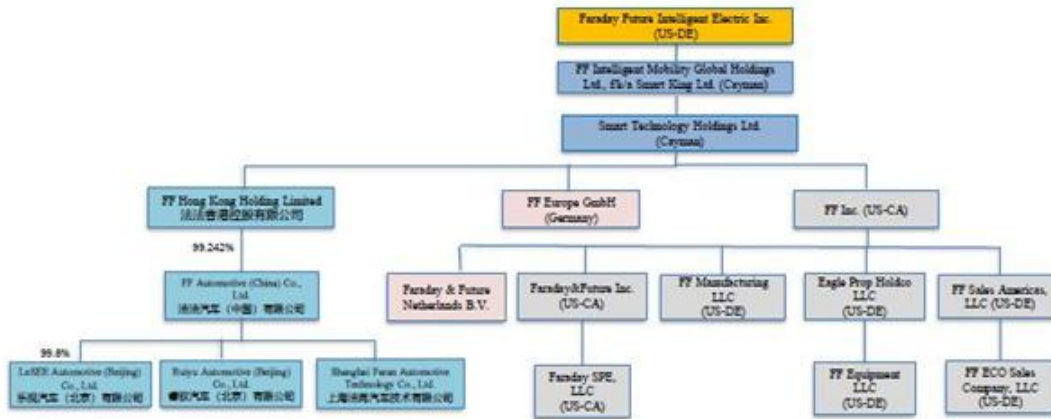 Faraday Future Intelligent Electric Inc.
(US-DE)
FF Intelligent Mobility Global Holdings
Ltd., f/k/a Smart King Ltd. (Cayman)
Smart Technology Holdings Ltd.
(Cayman)
FF Hong Kong Holding Limited
法法香港控股有限公司
FF Europe GmbH
(Germany)
FF Inc. (US-CA)
99.242%
FF Automotive (China) Co.,
Ltd.
法法汽车（中国）有限公司
Faraday & Future
Netherlands B.V.
Faraday&Future Inc.
(US-CA)
FF Manufacturing
LLC
(US-DE)
Eagle Prop Holdco
LLC
(US-DE)
FF Sales Americas,
LLC (US-DE)
99.8%
LeSEE Automotive (Beijing)
Co., Ltd.
乐视汽车（北京）有限公司
Ruiyu Automotive (Beijing)
Co., Ltd.
睿驭汽车（北京）有限公司
Shanghai Faran Automotive
Technology Co., Ltd.
上海法冉汽车技术有限公司
Faraday SPE,
LLC
(US-CA)
FF Equipment
LLC
(US-DE)
FF ECO Sales
Company, LLC
(US-DE)